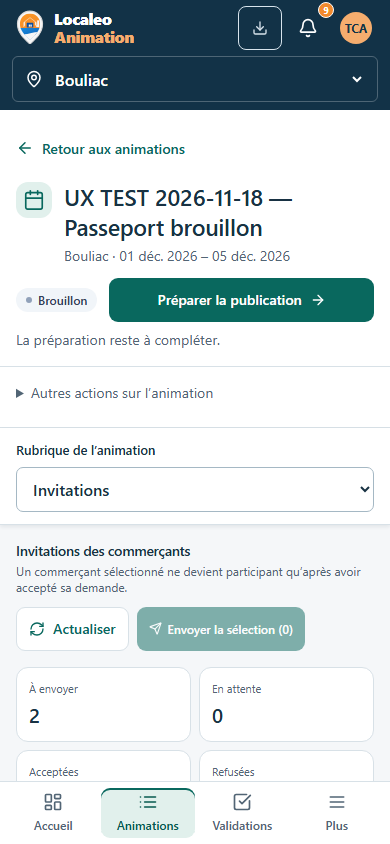 Localeo
Animation
9
TCA
Bouliac
Retour aux animations
UX TEST 2026-11-18 —
Passeport brouillon
Bouliac · 01 déc. 2026 – 05 déc. 2026
Brouillon
Préparer la publication
La préparation reste à compléter.
Autres actions sur l’animation
Rubrique de l’animation
Invitations
Invitations des commerçants
Un commerçant sélectionné ne devient participant qu’après avoir
accepté sa demande.
Actualiser
Envoyer la sélection (0)
À envoyer
2
En attente
0
Acceptées
Refusées
Accueil
Animations
Validations
Plus